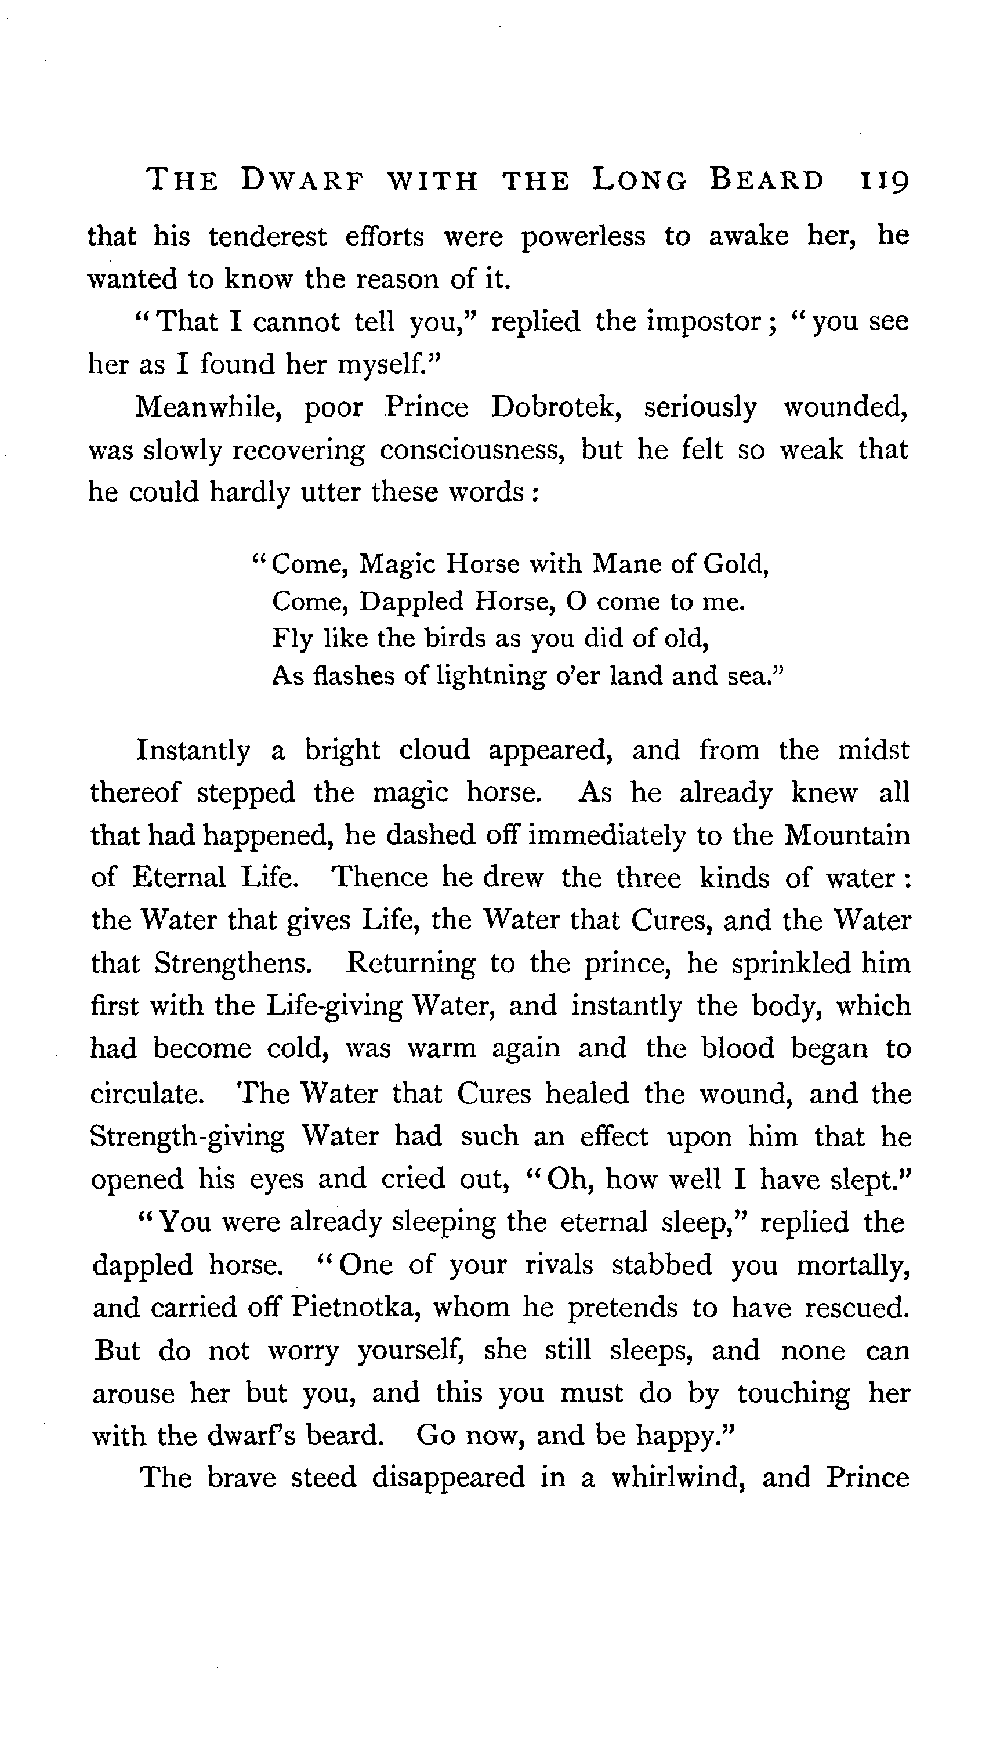 THE DWARF WITH THE LONG BEARD 119
that his tenderest efforts were powerless to awake her, he
wanted to know the reason of it.
“That I cannot tell you,” replied the impostor; “you see
her as I found her myself.”
Meanwhile, poor Prince Dobrotek, seriously wounded,
was slowly recovering consciousness, but he felt so weak that
he could hardly utter these words:
“Come, Magic Horse with Mane of Gold,
Come, Dappled Horse, O come to me.
Fly like the birds as you did of old,
As flashes of lightning o’er land and sea.”
Instantly a bright cloud appeared, and from the midst
thereof stepped the magic horse. As he already knew all
that had happened, he dashed off immediately to the Mountain
of Eternal Life. Thence he drew the three kinds of water:
the Water that gives Life, the Water that Cures, and the Water
that Strengthens. Returning to the prince, he sprinkled him
first with the Life-giving Water, and instantly the body, which
had become cold, was warm again and the blood began to
circulate. The Water that Cures healed the wound, and the
Strength-giving Water had such an effect upon him that he
opened his eyes and cried out, “Oh, how well I have slept.”
“You were already sleeping the eternal sleep,” replied the
dappled horse. “One of your rivals stabbed you mortally,
and carried off Pietnotka, whom he pretends to have rescued.
But do not worry yourself, she still sleeps, and none can
arouse her but you, and this you must do by touching her
with the dwarf’s beard. Go now, and be happy.”
The brave steed disappeared in a whirlwind, and Prince